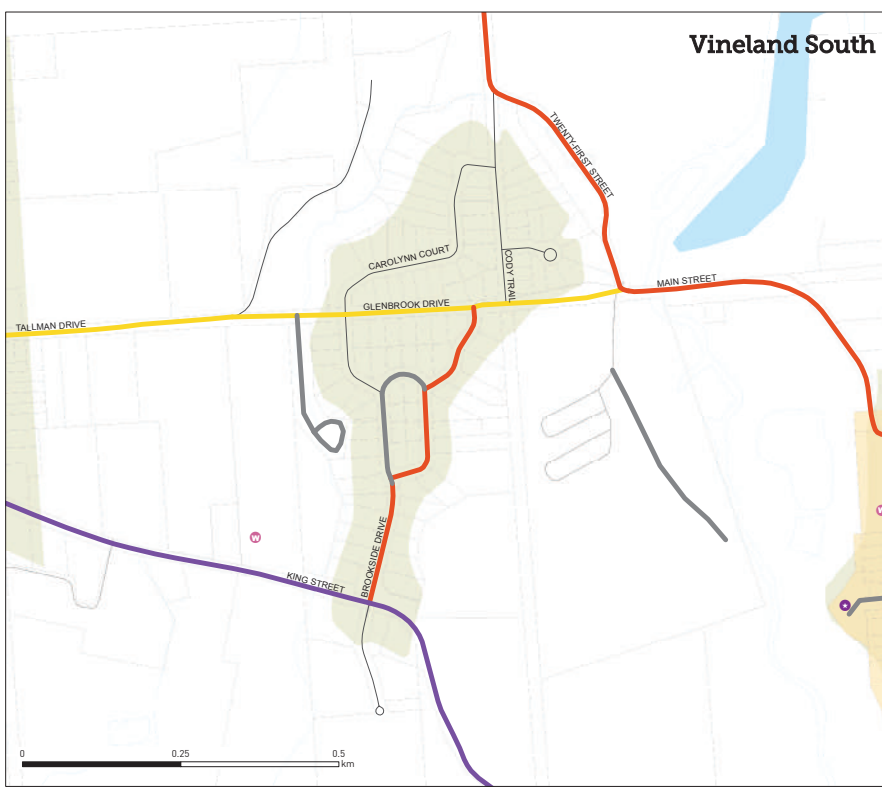 Vineland South
TWENTY-FIRST STREET
CAROLYNN COURT
CODY TRAIL
MAIN STREET
GLENBROOK DRIVE
TALLMAN DRIVE
W
W
BROOKSIDE DRIVE
KING STREET
0 0.25 0.5
km